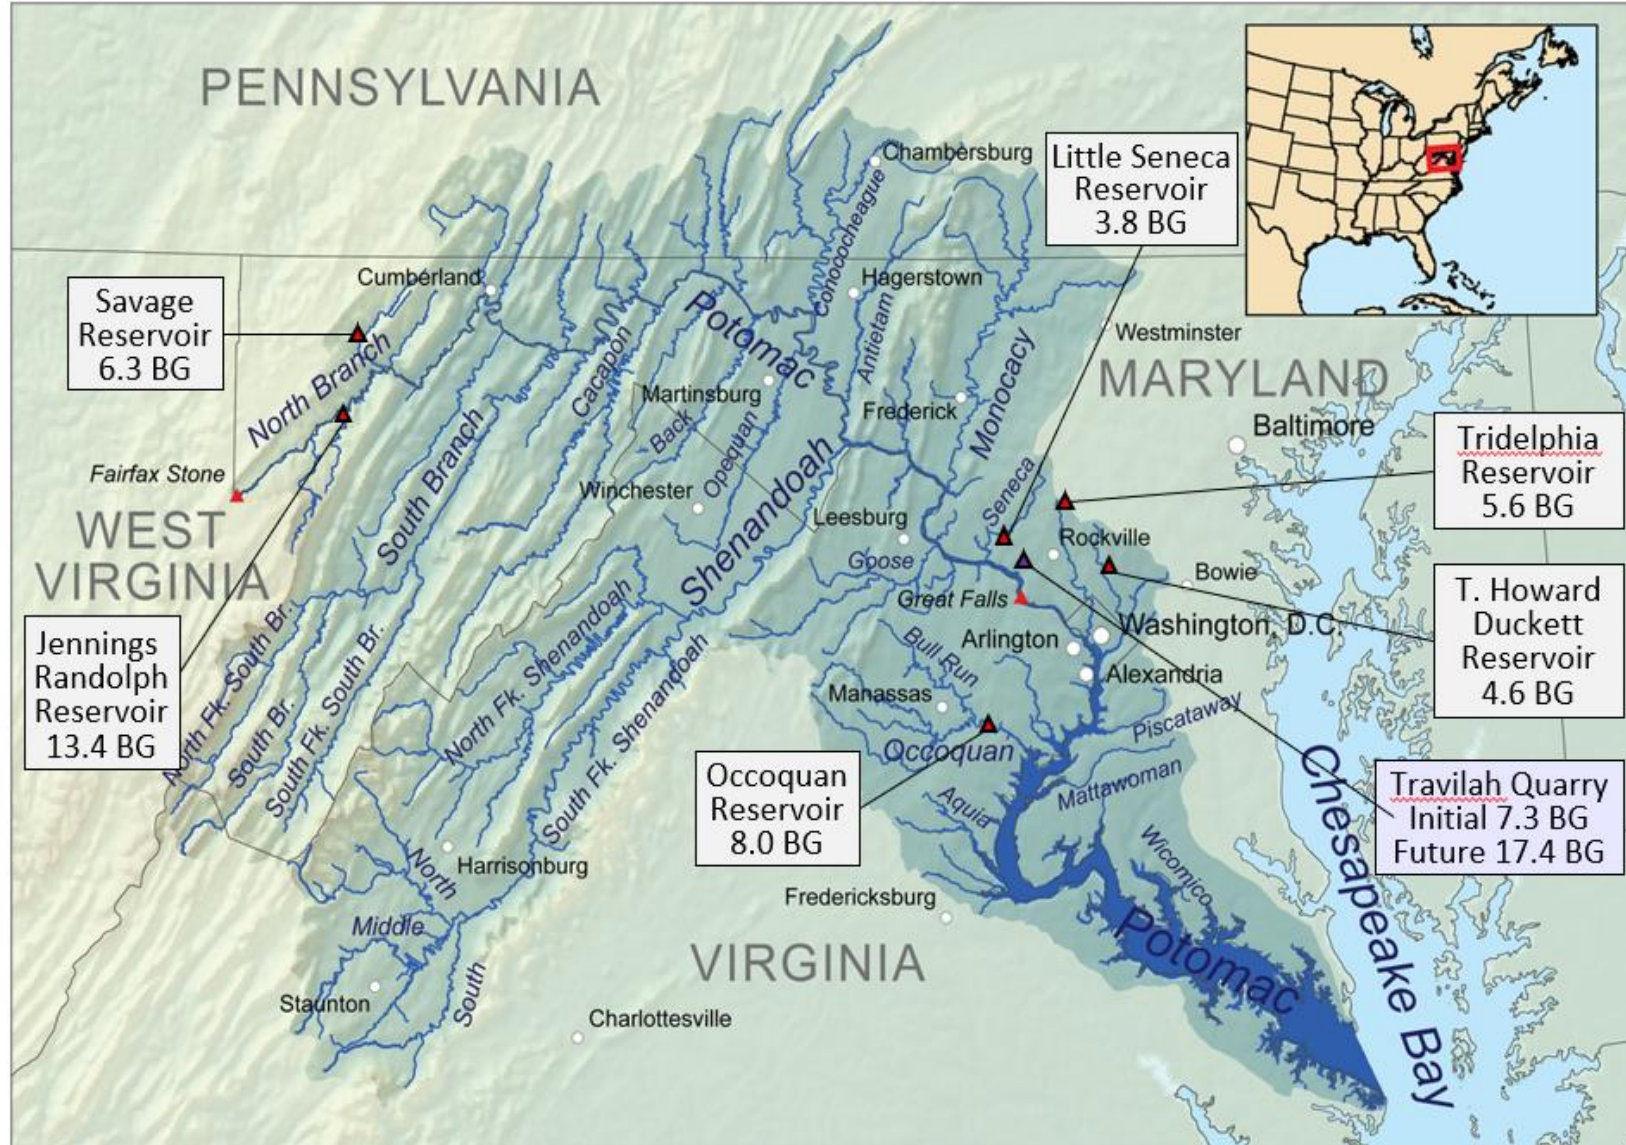 PENNSYLVANIA
Chambersburg
Conococheague
Little Seneca
Reservoir
3.8 BG
Cumberland
Hagerstown
Savage
Reservoir
6.3 BG
Potomac
Antietam
Westminster
North Branch
Cacapon
Martinsburg
MARYLAND
Frederick
Monocacy
Back
Opequan
Baltimore
Tridelphia
Reservoir
5.6 BG
Fairfax Stone
South Branch
Winchester
Shenandoah
Leesburg
Seneca
Rockville
WEST
VIRGINIA
Goose
Bowie
Great Falls
T. Howard
Duckett
Reservoir
4.6 BG
Jennings
Randolph
Reservoir
13.4 BG
North Fk. South Br.
South Br.
South Fk. South Br.
North Fk. Shenandoah
South Fk. Shenandoah
Arlington
Washington, D.C.
Bull Run
Alexandria
Manassas
Piscataway
Occoquan
Mattawoman
Occoquan
Reservoir
8.0 BG
Aquia
Chesapeake Bay
Travilah Quarry
Initial 7.3 BG
Future 17.4 BG
Wicomico
Harrisonburg
North
Fredericksburg
Middle
VIRGINIA
Potomac
Staunton
South
Charlottesville